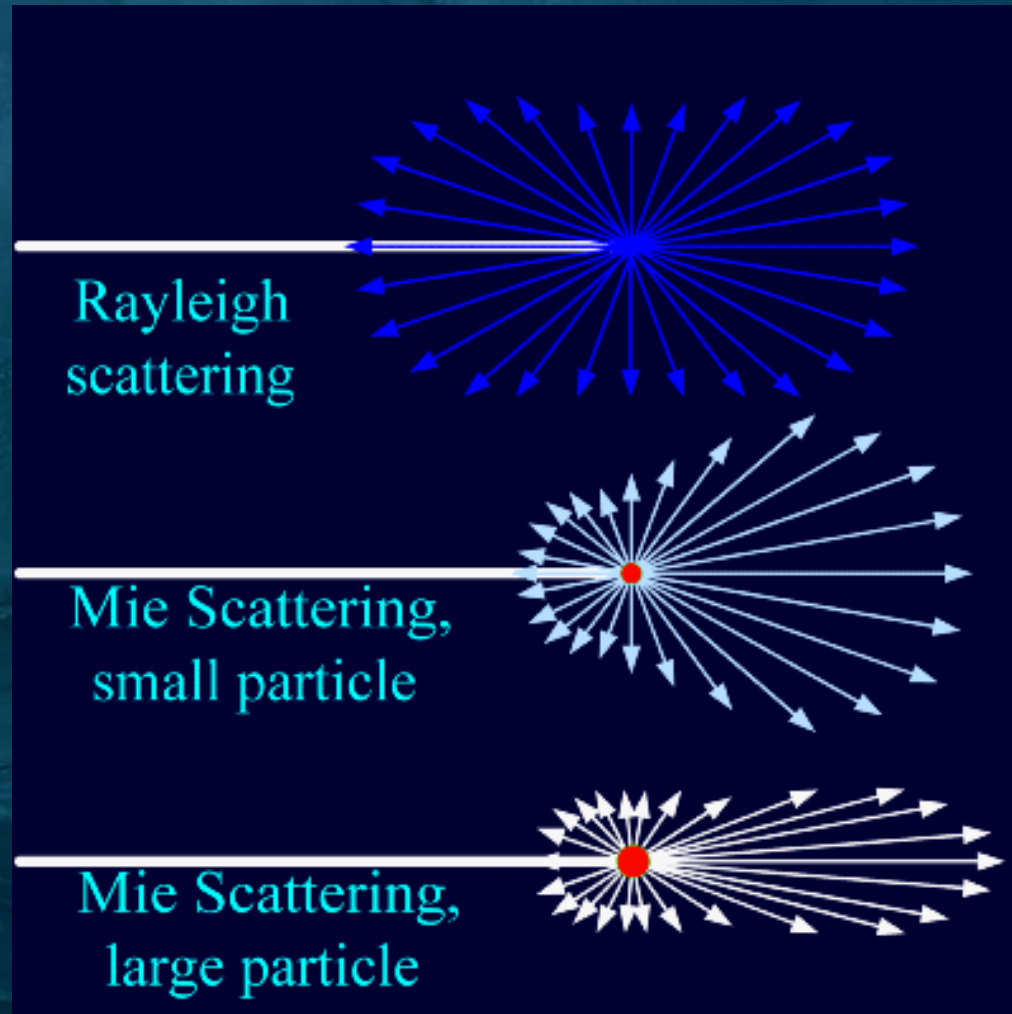 Rayleigh
scattering
Mie Scattering,
small particle
Mie Scattering,
large particle